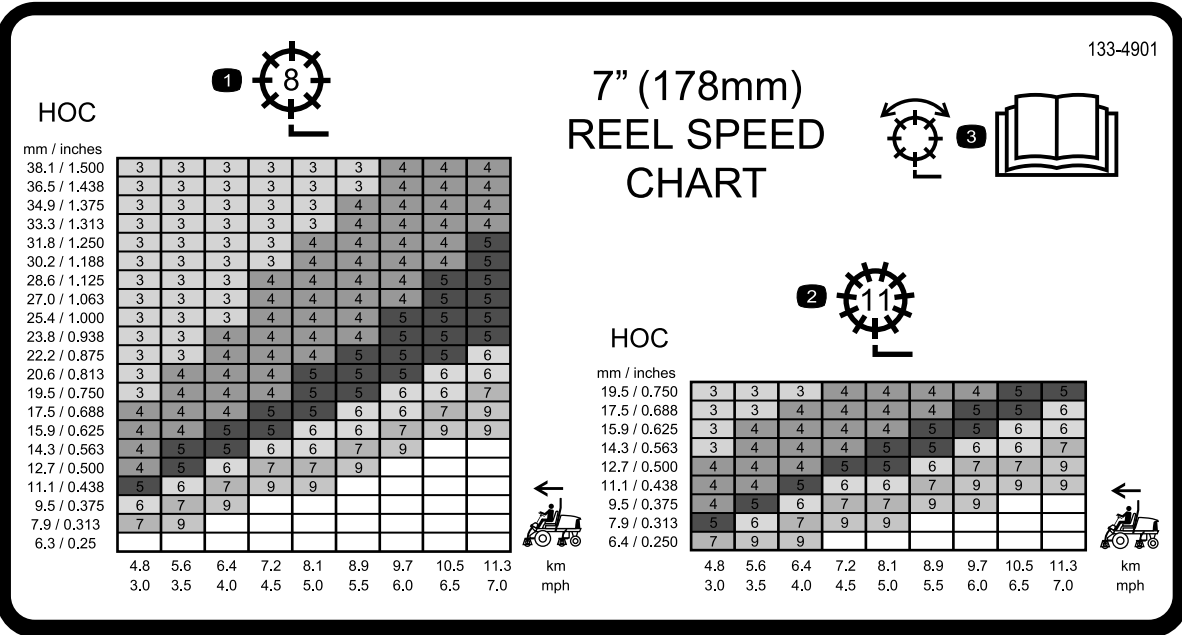 133-4901
7” (178mm)
REEL SPEED
CHART
3
1
8
HOC
mm / inches
38.1 / 1.500 3 3 3 3 3 3 4 4 4
36.5 / 1.438 3 3 3 3 3 3 4 4 4
34.9 / 1.375 3 3 3 3 3 4 4 4 4
33.3 / 1.313 3 3 3 3 3 4 4 4 4
31.8 / 1.250 3 3 3 3 4 4 4 4 5
30.2 / 1.188 3 3 3 3 4 4 4 4 5
28.6 / 1.125 3 3 3 4 4 4 4 5 5
27.0 / 1.063 3 3 3 4 4 4 4 5 5
25.4 / 1.000 3 3 3 4 4 4 5 5 5
23.8 / 0.938 3 3 4 4 4 4 5 5 5
22.2 / 0.875 3 3 4 4 4 5 5 5 6
20.6 / 0.813 3 4 4 4 5 5 5 6 6
19.5 / 0.750 3 4 4 4 5 5 6 6 7
17.5 / 0.688 4 4 4 5 5 6 6 7 9
15.9 / 0.625 4 4 5 5 6 6 7 9 9
14.3 / 0.563 4 5 5 6 6 7 9
12.7 / 0.500 4 5 6 7 7 9
11.1 / 0.438 5 6 7 9 9
9.5 / 0.375 6 7 9
7.9 / 0.313 7 9
6.3 / 0.25
4.8 5.6 6.4 7.2 8.1 8.9 9.7 10.5 11.3 km
3.0 3.5 4.0 4.5 5.0 5.5 6.0 6.5 7.0 mph
2
11
HOC
mm / inches
19.5 / 0.750 3 3 3 4 4 4 4 5 5
17.5 / 0.688 3 3 4 4 4 4 5 5 6
15.9 / 0.625 3 4 4 4 4 5 5 6 6
14.3 / 0.563 3 4 4 4 5 5 6 6 7
12.7 / 0.500 4 4 4 5 5 6 7 7 9
11.1 / 0.438 4 4 5 6 6 7 9 9 9
9.5 / 0.375 4 5 6 7 7 9 9
7.9 / 0.313 5 6 7 9 9
6.4 / 0.250 7 9 9
4.8 5.6 6.4 7.2 8.1 8.9 9.7 10.5 11.3 km
3.0 3.5 4.0 4.5 5.0 5.5 6.0 6.5 7.0 mph